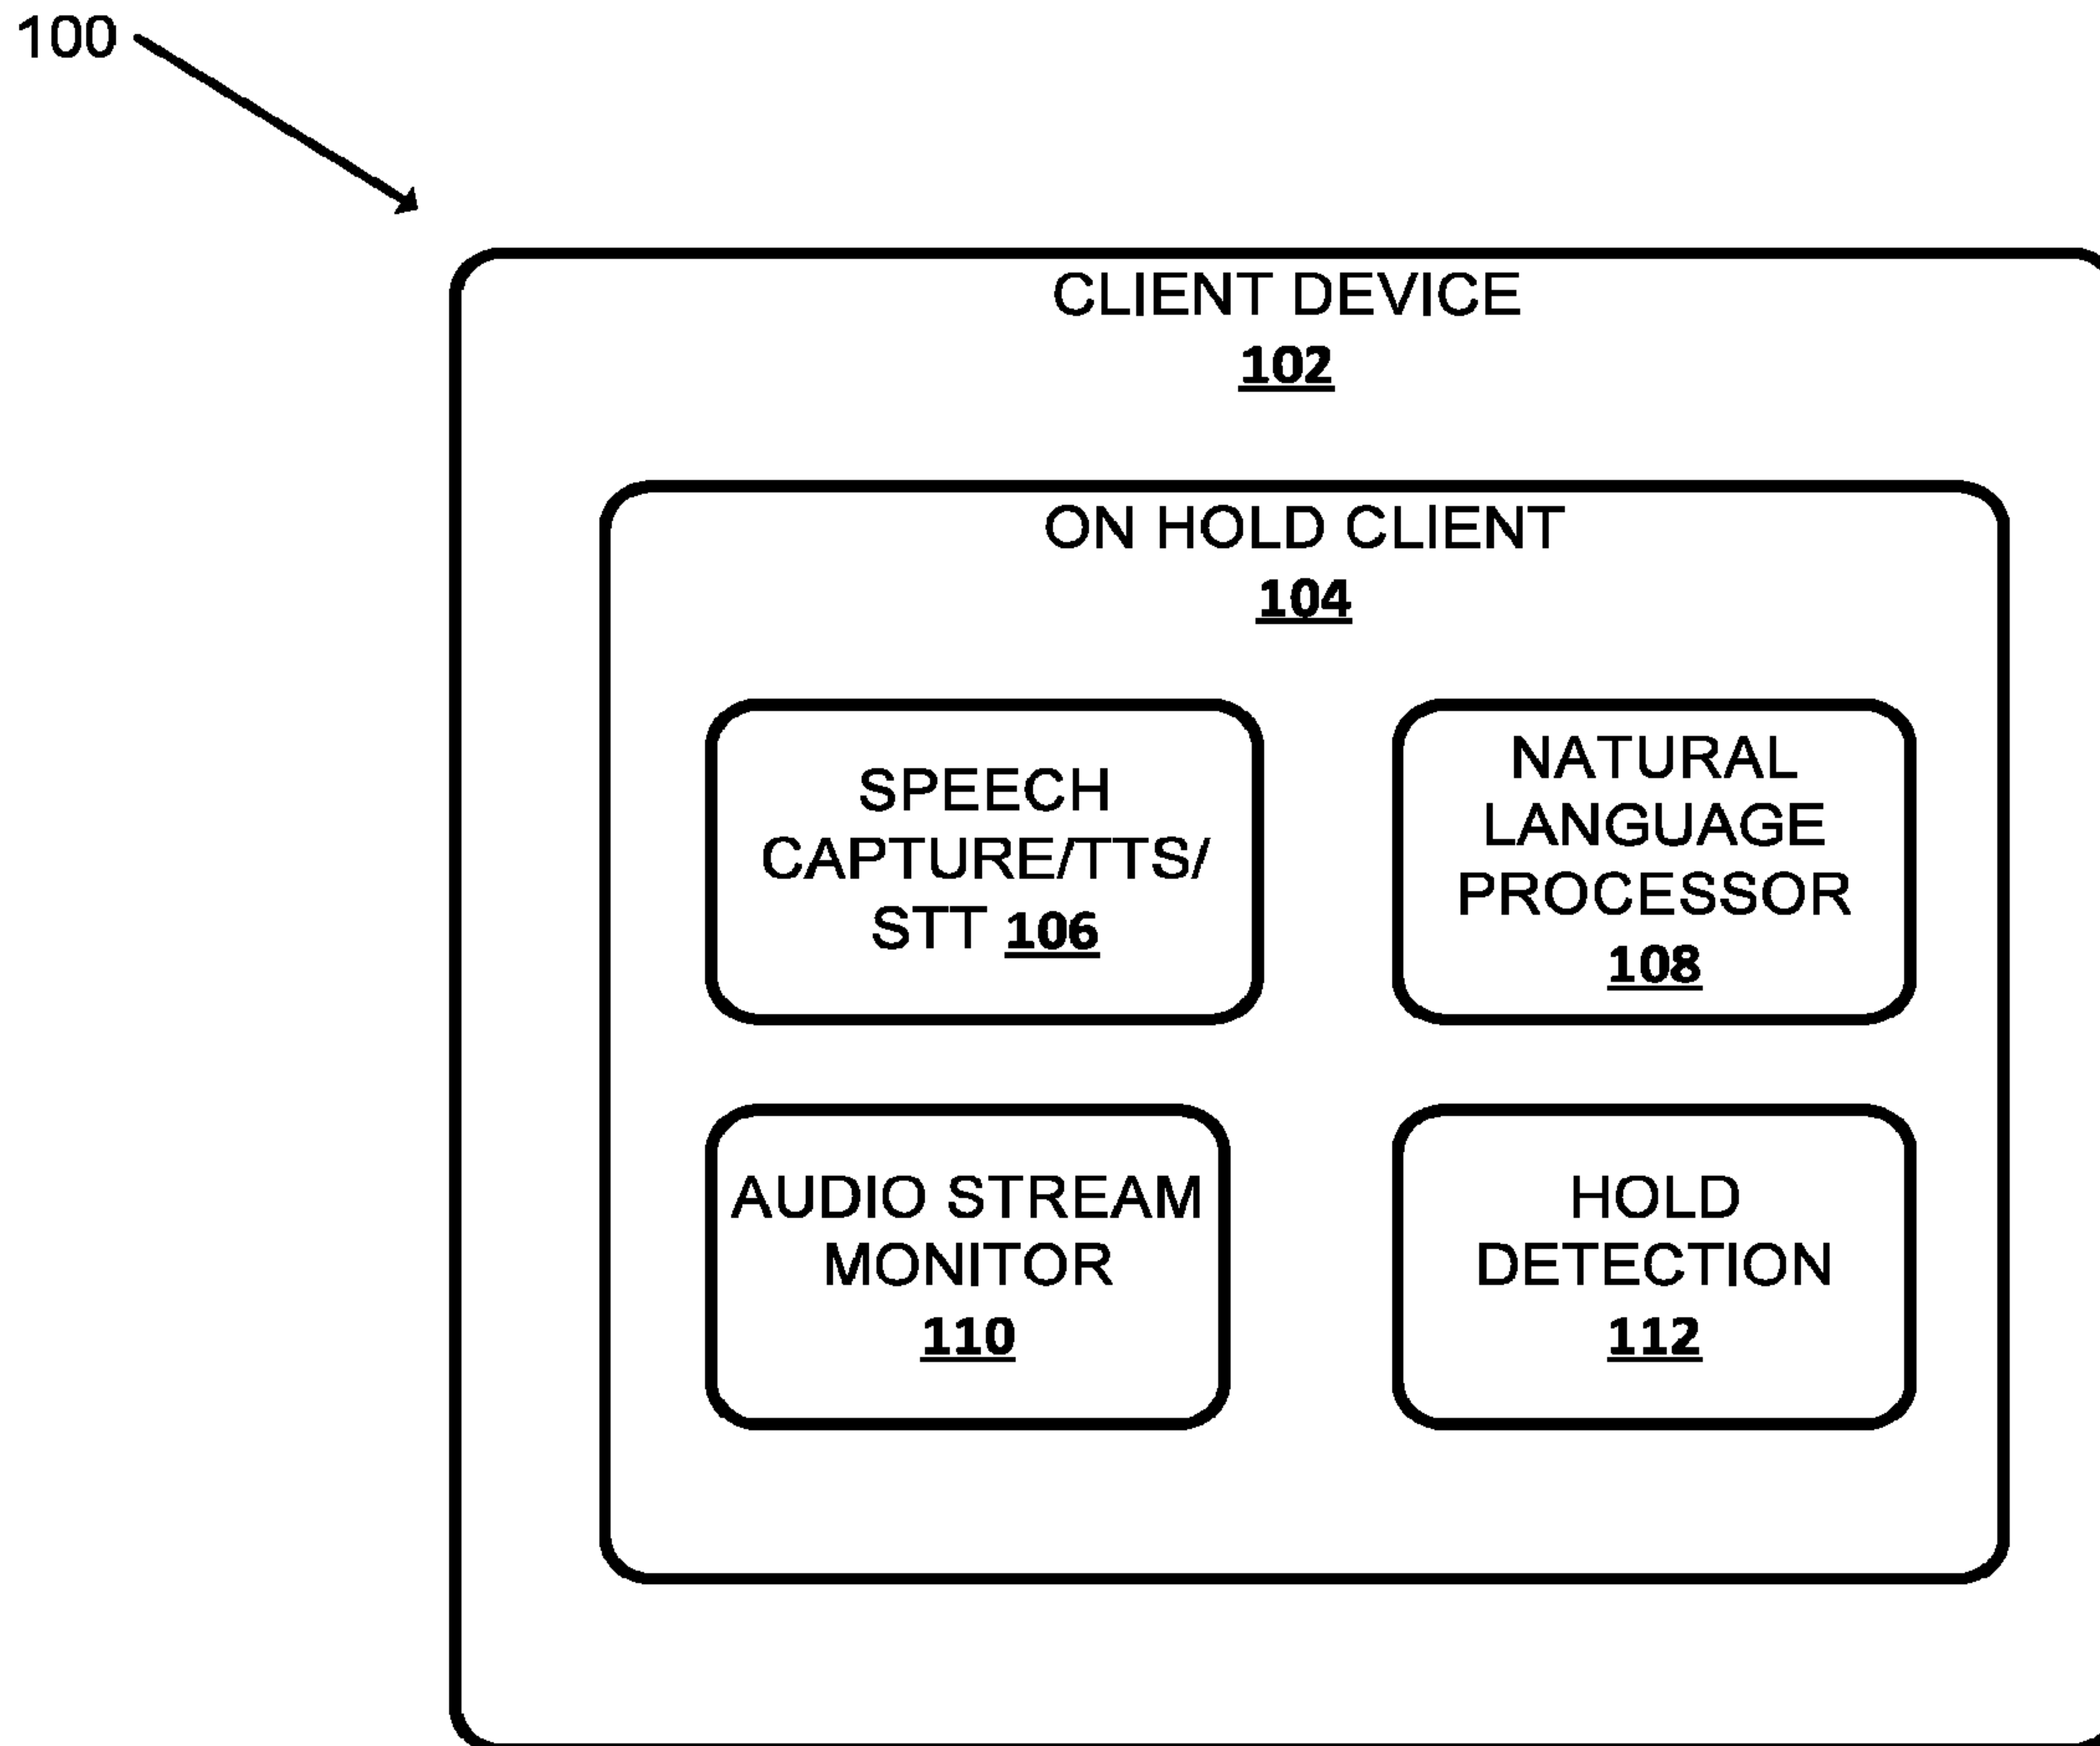 100
CLIENT DEVICE
102
ON HOLD CLIENT
104
SPEECH
CAPTURE/TTS/
STT 106
NATURAL
LANGUAGE
PROCESSOR
108
AUDIO STREAM
MONITOR
110
HOLD
DETECTION
112